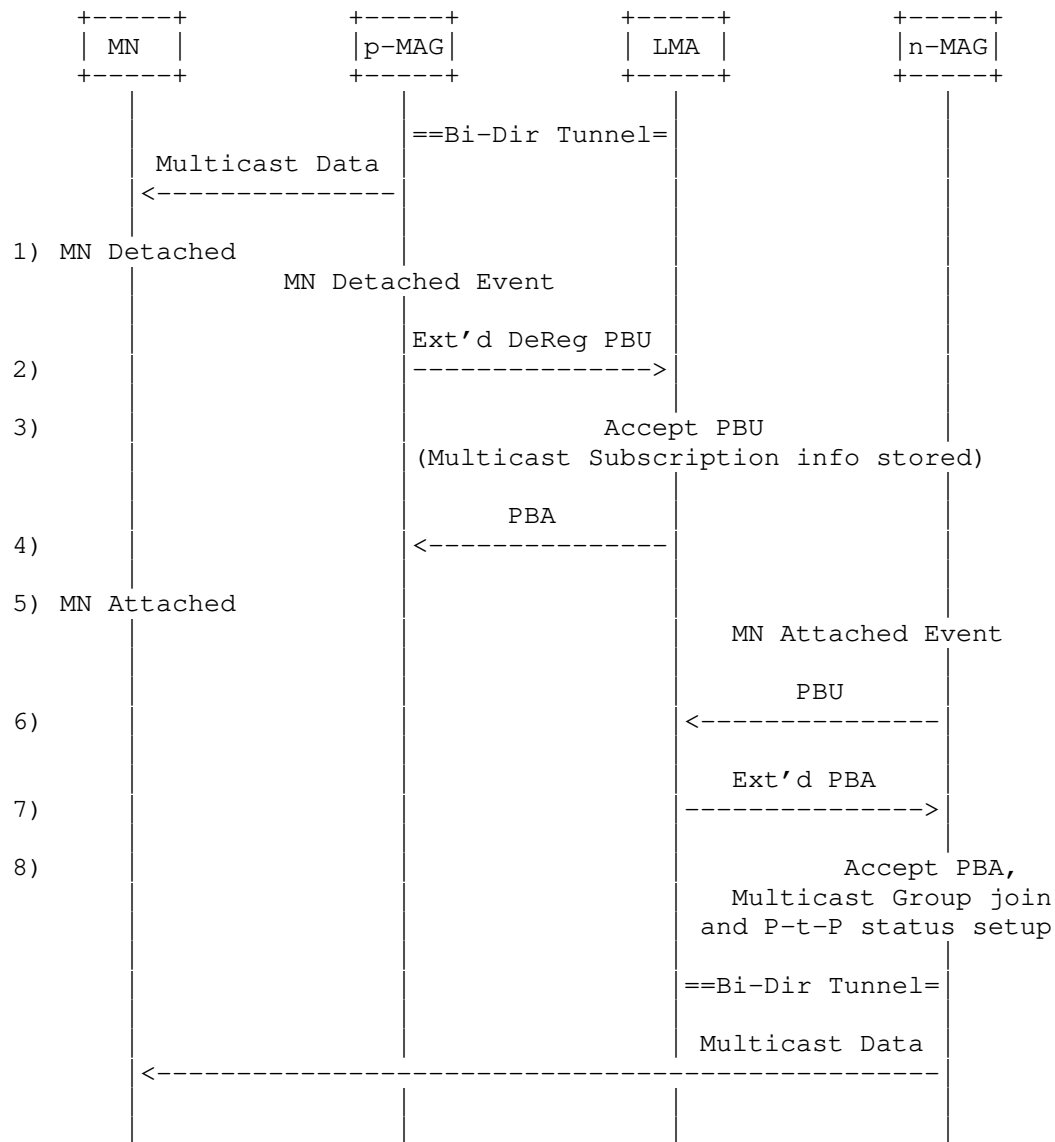 MN p-MAG LMA n-MAG
==Bi-Dir Tunnel=
Multicast Data
1) MN Detached
MN Detached Event
Ext'd DeReg PBU
2)
3) Accept PBU
(Multicast Subscription info stored)
PBA
4)
5) MN Attached
MN Attached Event
PBU
6)
Ext'd PBA
7)
8) Accept PBA,
Multicast Group join
and P-t-P status setup
==Bi-Dir Tunnel=
Multicast Data